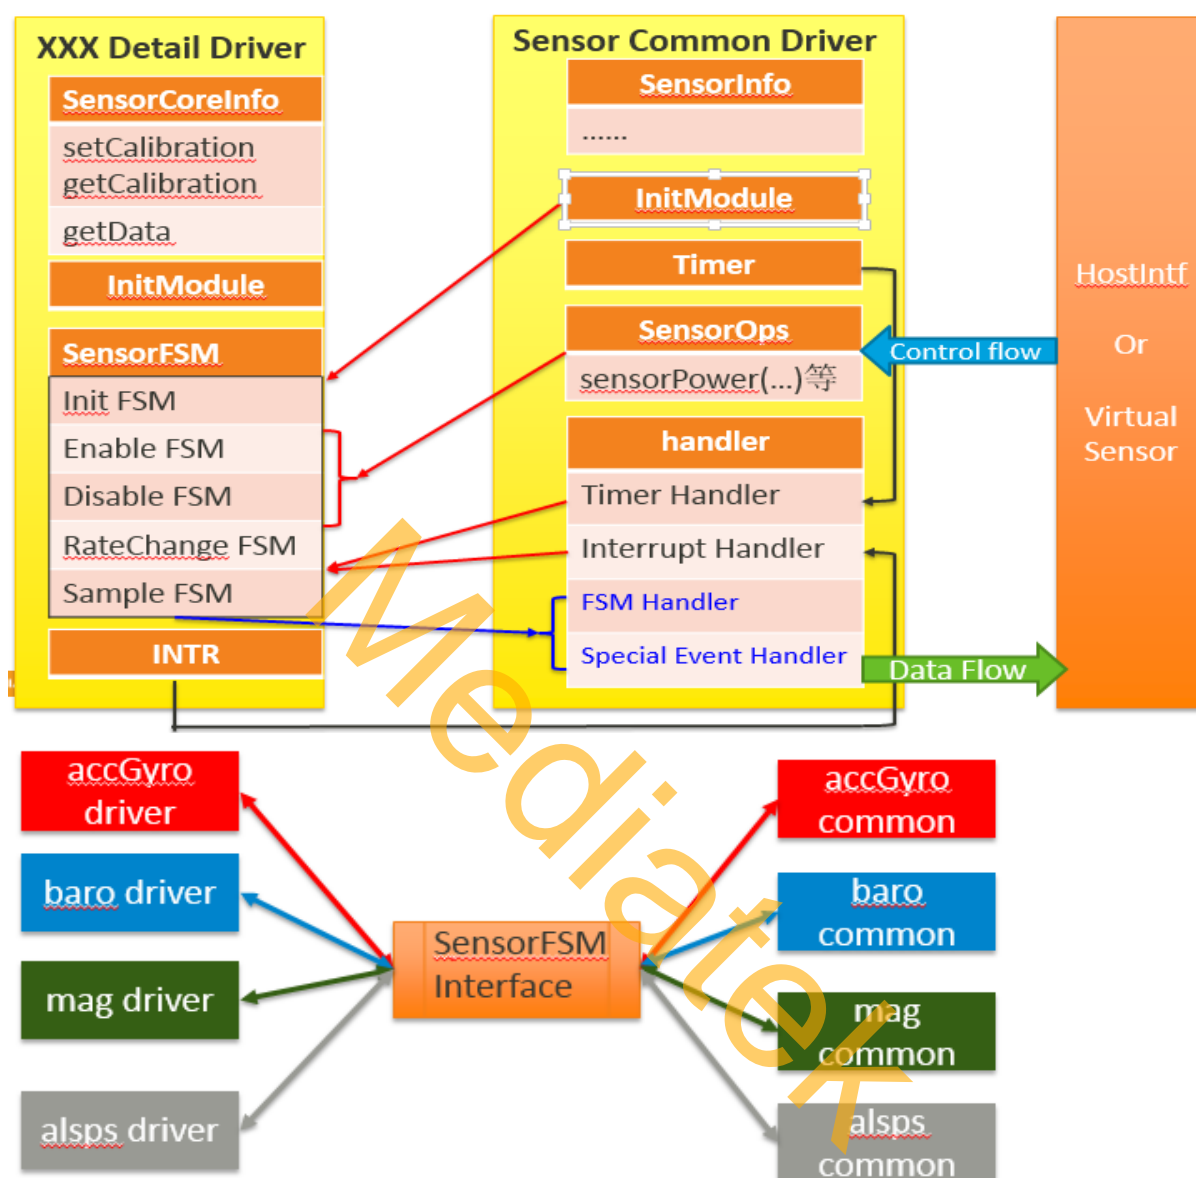 XXX Detail Driver
SensorCoreInfo
setCalibration
getCalibration
getData
InitModule
SensorFSM
Init FSM
Enable FSM
Disable FSM
RateChange FSM
Sample FSM
INTR
Sensor Common Driver
SensorInfo
......
InitModule
Timer
SensorOps
sensorPower(...)等
handler
Timer Handler
Interrupt Handler
FSM Handler
Special Event Handler
Control flow
Data Flow
HostIntf
Or
Virtual
Sensor
accGyro
driver
baro driver
mag driver
alsps driver
SensorFSM
Interface
accGyro
common
baro
common
mag
common
alsps
common
Mediatek